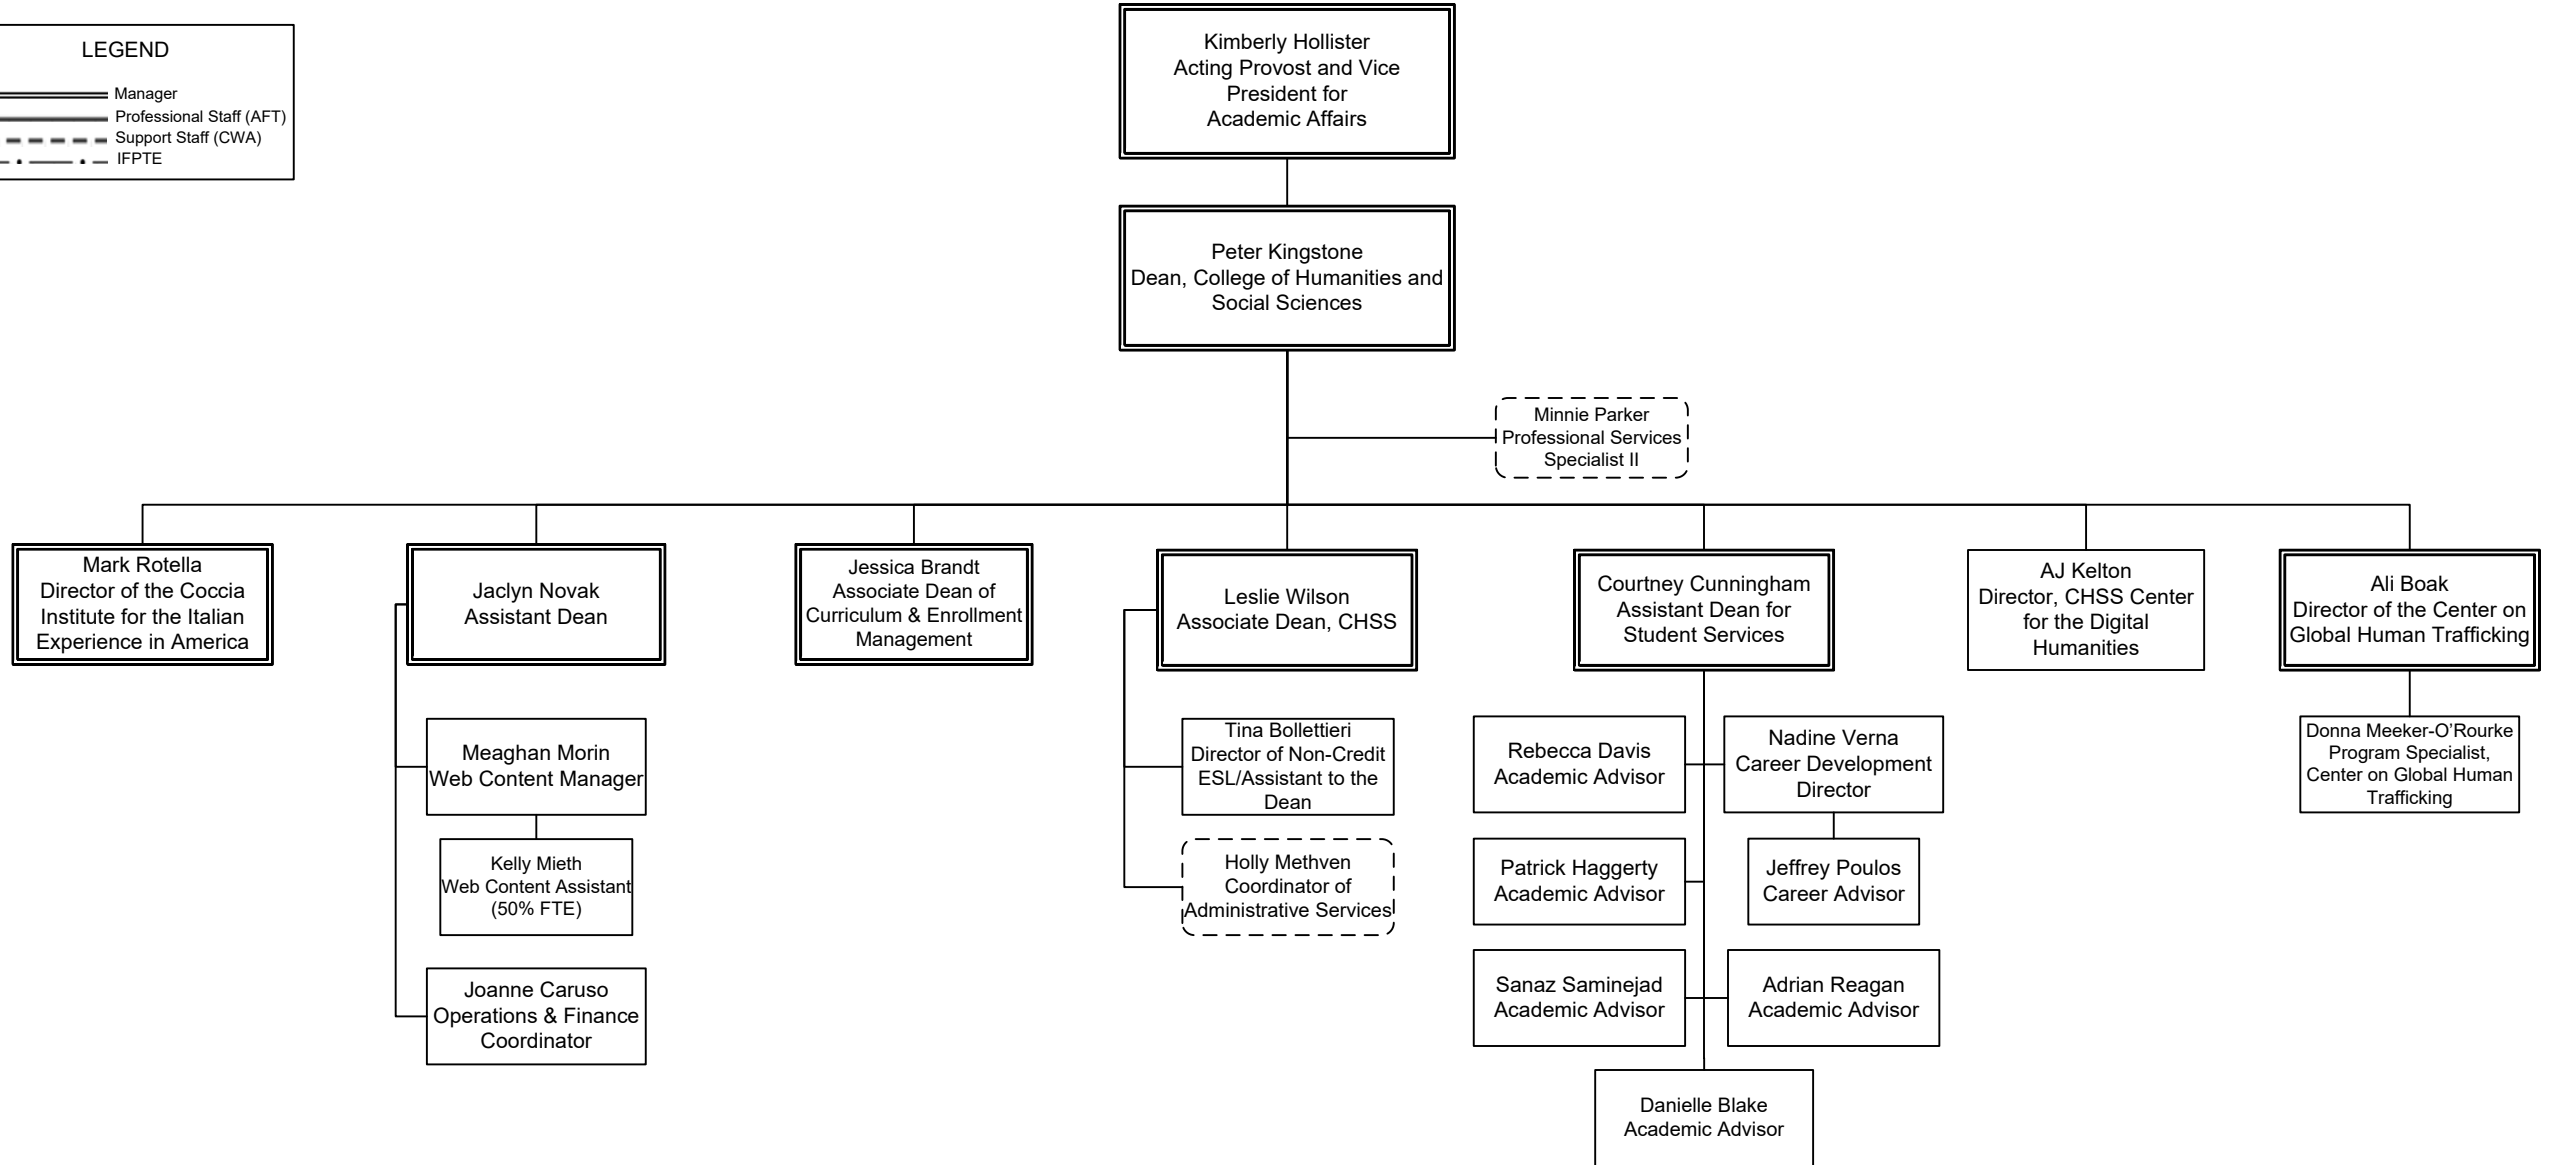 LEGEND
Manager
Professional Staff (AFT)
Support Staff (CWA)
IFPTE
Kimberly Hollister
Acting Provost and Vice
President for
Academic Affairs
Peter Kingstone
Dean, College of Humanities and
Social Sciences
Minnie Parker
Professional Services
Specialist II
Mark Rotella
Director of the Coccia
Institute for the Italian
Experience in America
Jaclyn Novak
Assistant Dean
Jessica Brandt
Associate Dean of
Curriculum & Enrollment
Management
Leslie Wilson
Associate Dean, CHSS
Courtney Cunningham
Assistant Dean for
Student Services
AJ Kelton
Director, CHSS Center
for the Digital
Humanities
Ali Boak
Director of the Center on
Global Human Trafficking
Meaghan Morin
Web Content Manager
Kelly Mieth
Web Content Assistant
(50% FTE)
Joanne Caruso
Operations & Finance
Coordinator
Tina Bollettieri
Director of Non-Credit
ESL/Assistant to the
Dean
Holly Methven
Coordinator of
Administrative Services
Rebecca Davis
Academic Advisor
Nadine Verna
Career Development
Director
Patrick Haggerty
Academic Advisor
Jeffrey Poulos
Career Advisor
Sanaz Saminejad
Academic Advisor
Adrian Reagan
Academic Advisor
Danielle Blake
Academic Advisor
Donna Meeker-O’Rourke
Program Specialist,
Center on Global Human
Trafficking